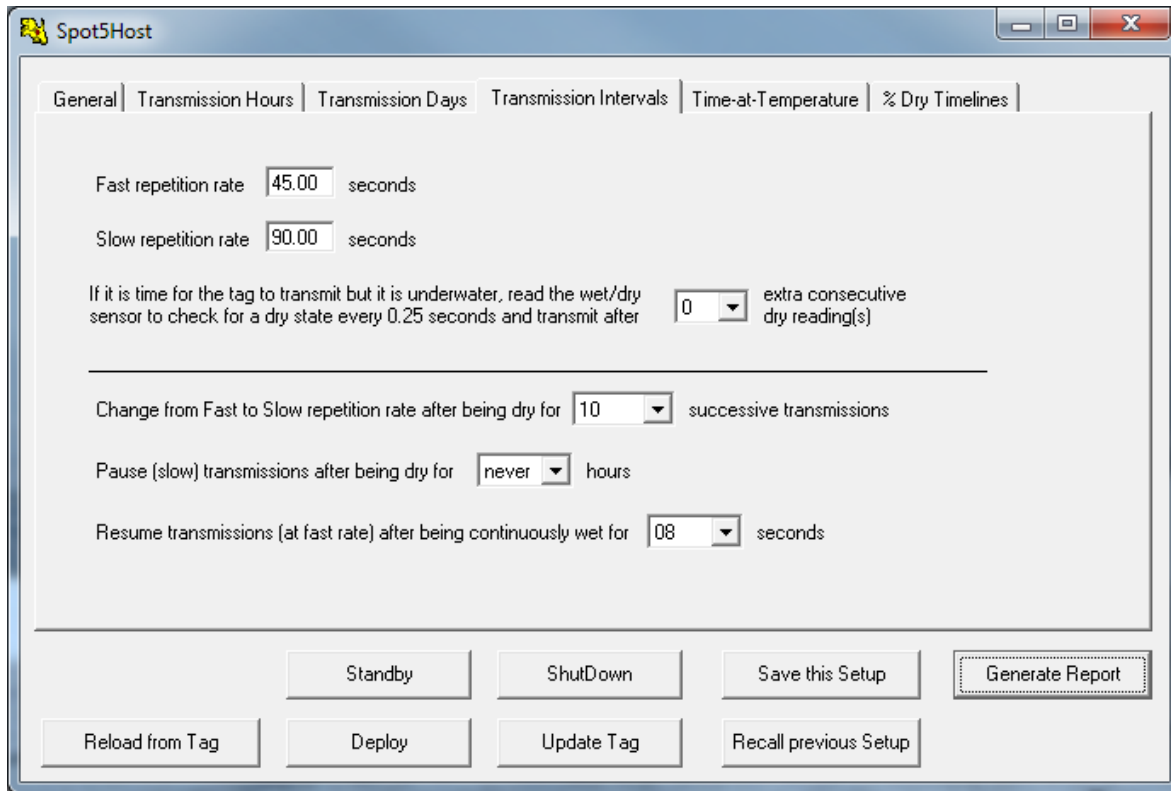 Spot5Host
General Transmission Hours Transmission Days Transmission Intervals Time-at-Temperature % Dry Timelines
Fast repetition rate 45.00 seconds
Slow repetition rate 90.00 seconds
If it is time for the tag to transmit but it is underwater, read the wet/dry
sensor to check for a dry state every 0.25 seconds and transmit after
0
extra consecutive
dry reading(s)
Change from Fast to Slow repetition rate after being dry for 10 successive transmissions
Pause (slow) transmissions after being dry for never hours
Resume transmissions (at fast rate) after being continuously wet for 08 seconds
Standby ShutDown Save this Setup Generate Report
Reload from Tag Deploy Update Tag Recall previous Setup